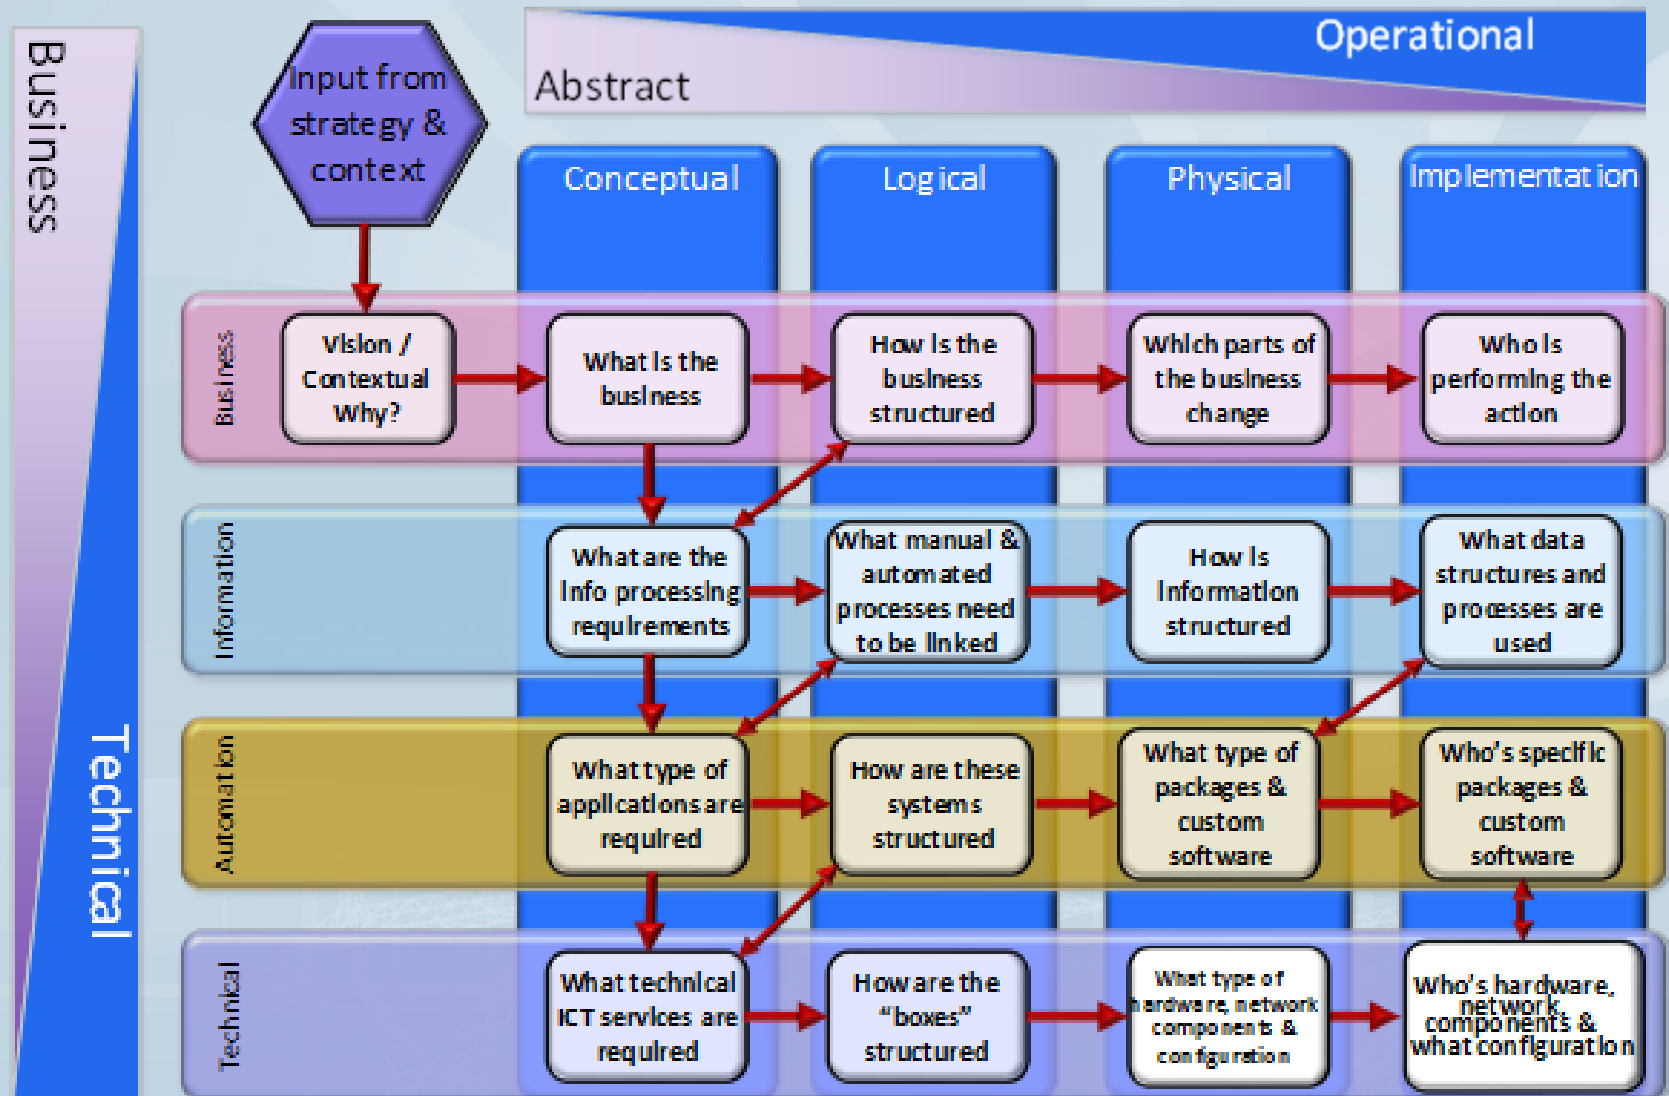 Business
Technical
Input from
strategy &
context
Abstract
Operational
Conceptual
Logical
Physical
Implementation
Business
Vision /
Contextual
Why?
What is the
business
How is the
business
structured
Which parts of
the business
change
Who is
performing the
action
Information
What are the
info processing
requirements
What manual &
automated
processes need
to be linked
How is
information
structured
What data
structures and
processes are
used
Automation
What type of
applications are
required
How are these
systems
structured
What type of
packages &
custom
software
Who's specific
packages &
custom
software
Technical
What technical
ICT services are
required
How are the
"boxes"
structured
What type of
hardware, network
components &
configuration
Who's hardware,
network
components &
what configuration